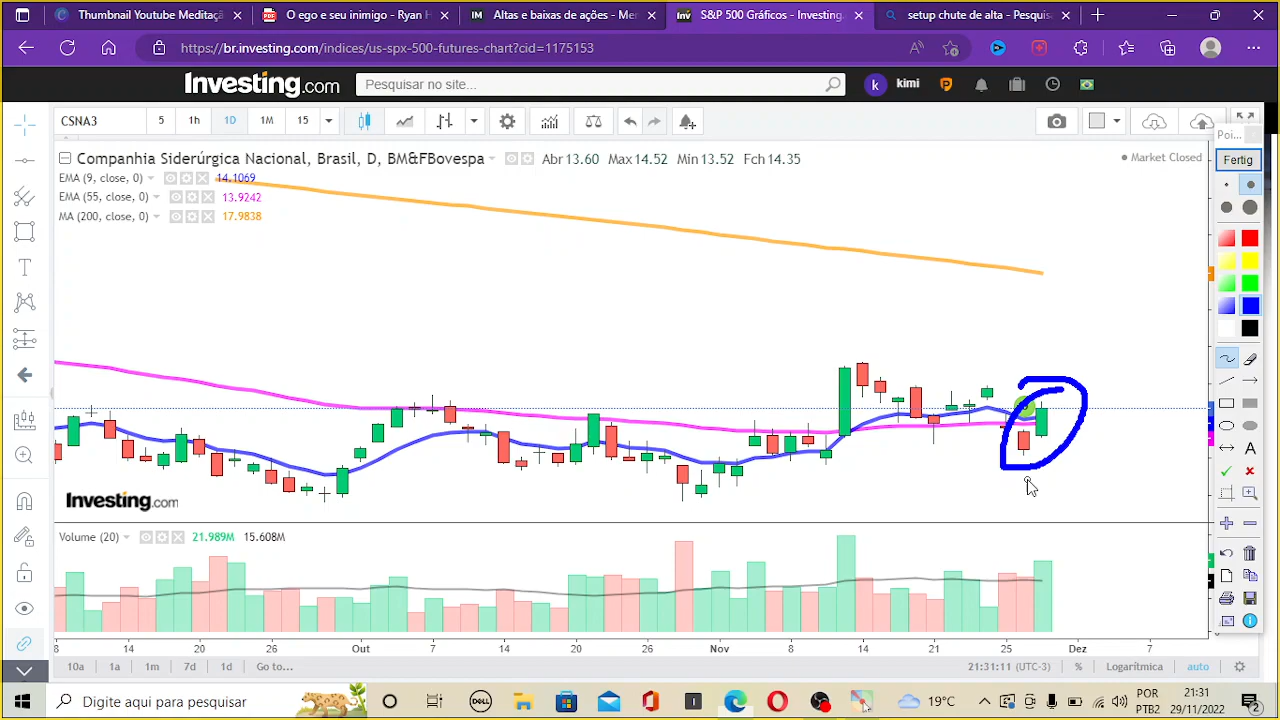 Thumbnail Youtube Meditaçã
O ego e seu inimigo - Ryan H
Altas e baixas de ações - Me
S&P 500 Gráficos - Investing.
setup chute de alta - Pesquis
https://br.investing.com/indices/us-spx-500-futures-chart?cid=1175153
Investing.com
Pesquisar no site...
k kimi
CSNA3 5 1h 1D 1M 15
Poi...
Fertig
Companhia Siderúrgica Nacional, Brasil, D, BM&FBovespa Abr 13.60 Max 14.52 Min 13.52 Fch 14.35
Market Closed
EMA (9, close, 0) 14.1069
EMA (55, close, 0) 13.9242
MA (200, close, 0) 17.9838
Investing.com
Volume (20) 21.989M 15.608M
8 14 20 26 Out 7 14 20 26 Nov 8 14 21 25 Dez 7
10a 1a 1m 7d 1d Go to... 21:31:11 (UTC-3) % Logarítmica auto
Digite aqui para pesquisar
DELL
19°C
POR
PTB2
21:31
29/11/2022
2